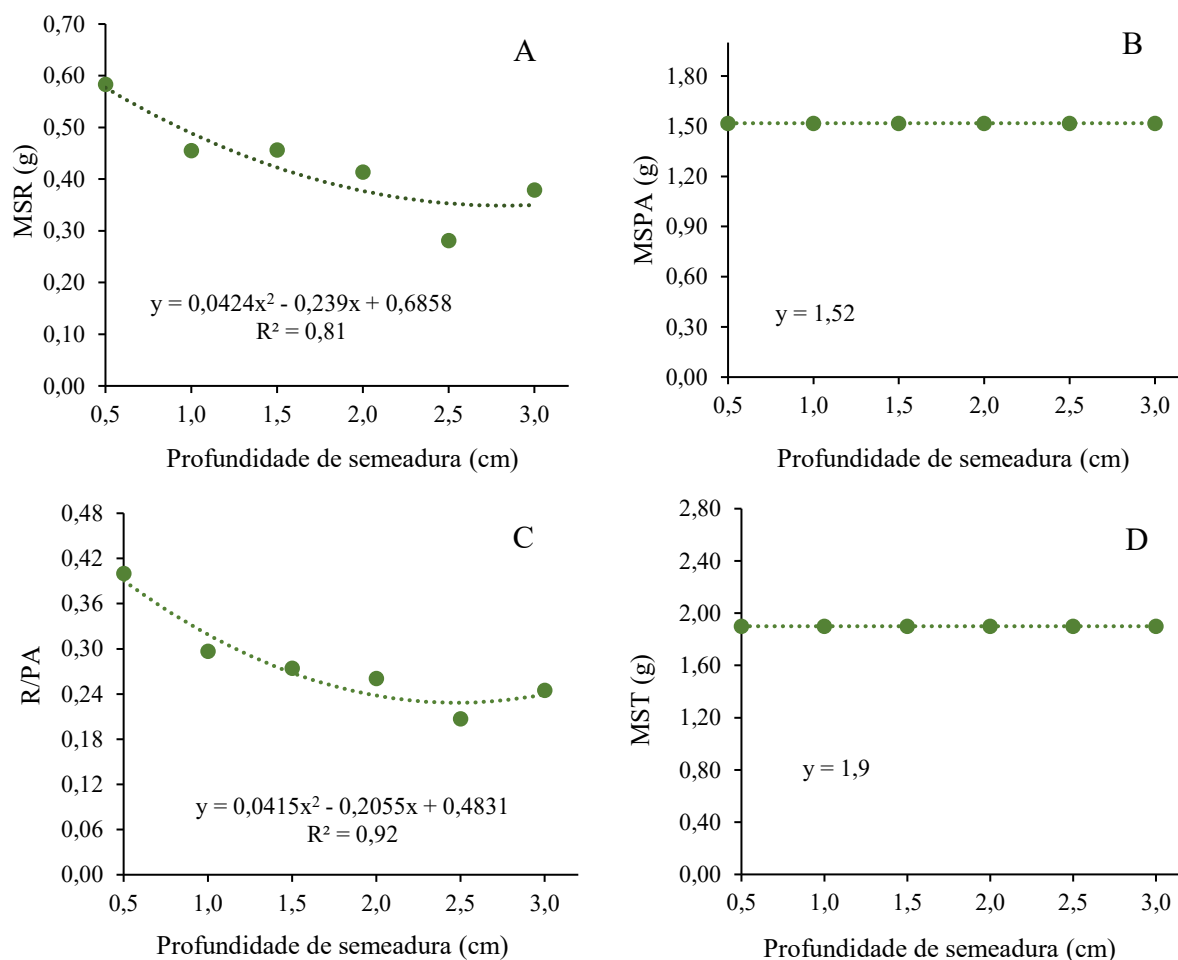 A
MSR (g)
0,70
0,60
0,50
0,40
0,30
0,20
0,10
0,00
y = 0,0424x² - 0,239x + 0,6858
R² = 0,81
0,5 1,0 1,5 2,0 2,5 3,0
Profundidade de semeadura (cm)
B
MSPA (g)
1,80
1,50
1,20
0,90
0,60
0,30
0,00
y = 1,52
0,5 1,0 1,5 2,0 2,5 3,0
Profundidade de semeadura (cm)
C
R/PA
0,48
0,42
0,36
0,30
0,24
0,18
0,12
0,06
0,00
y = 0,0415x² - 0,2055x + 0,4831
R² = 0,92
0,5 1,0 1,5 2,0 2,5 3,0
Profundidade de semeadura (cm)
D
MST (g)
2,80
2,40
2,00
1,60
1,20
0,80
0,40
0,00
y = 1,9
0,5 1,0 1,5 2,0 2,5 3,0
Profundidade de semeadura (cm)